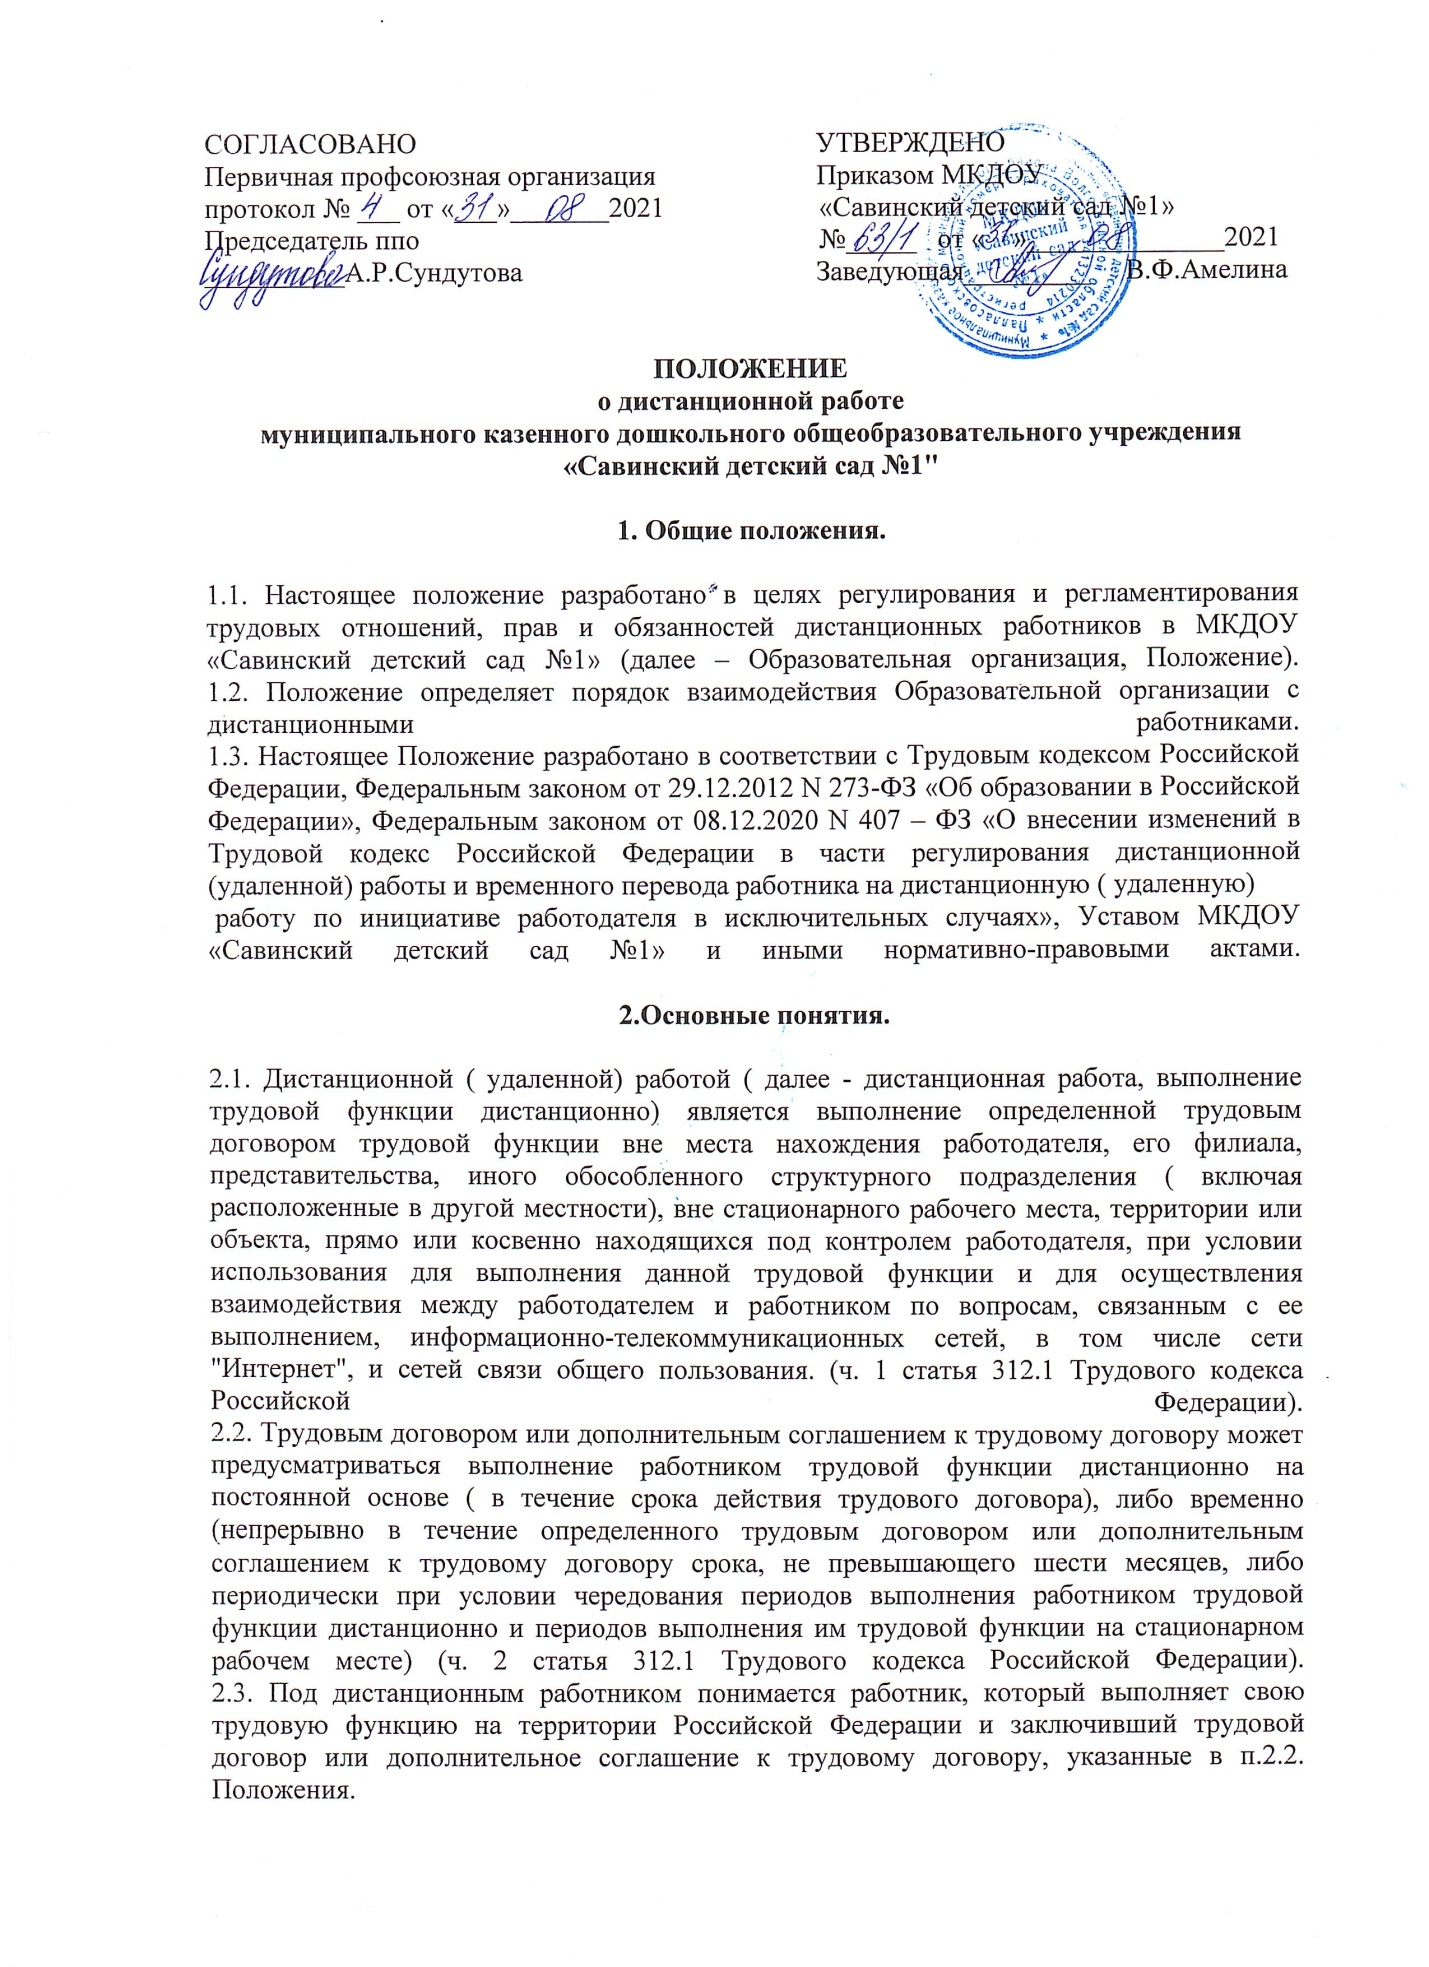 СОГЛАСОВАНО
Первичная профсоюзная организация
протокол № 4 от «31» 08 2021
Председатель ппо
Сундутова А.Р.Сундутова
УТВЕРЖДЕНО
Приказом МКДОУ
«Савинский детский сад №1»
№ 63/1 от «31» 08 2021
Заведующая В.Ф.Амелина
МКДОУ
«Савинский
детский сад
№1»
ПОЛОЖЕНИЕ
о дистанционной работе
муниципального казенного дошкольного общеобразовательного учреждения
«Савинский детский сад №1"
1. Общие положения.
1.1. Настоящее положение разработано в целях регулирования и регламентирования
трудовых отношений, прав и обязанностей дистанционных работников в МКДОУ
«Савинский детский сад №1» (далее – Образовательная организация, Положение).
1.2. Положение определяет порядок взаимодействия Образовательной организации с
дистанционными работниками.
1.3. Настоящее Положение разработано в соответствии с Трудовым кодексом Российской
Федерации, Федеральным законом от 29.12.2012 N 273-ФЗ «Об образовании в Российской
Федерации», Федеральным законом от 08.12.2020 N 407 – ФЗ «О внесении изменений в
Трудовой кодекс Российской Федерации в части регулирования дистанционной
(удаленной) работы и временного перевода работника на дистанционную ( удаленную)
работу по инициативе работодателя в исключительных случаях», Уставом МКДОУ
«Савинский детский сад №1» и иными нормативно-правовыми актами.
2.Основные понятия.
2.1. Дистанционной ( удаленной) работой ( далее - дистанционная работа, выполнение
трудовой функции дистанционно) является выполнение определенной трудовым
договором трудовой функции вне места нахождения работодателя, его филиала,
представительства, иного обособленного структурного подразделения ( включая
расположенные в другой местности), вне стационарного рабочего места, территории или
объекта, прямо или косвенно находящихся под контролем работодателя, при условии
использования для выполнения данной трудовой функции и для осуществления
взаимодействия между работодателем и работником по вопросам, связанным с ее
выполнением, информационно-телекоммуникационных сетей, в том числе сети
"Интернет", и сетей связи общего пользования. (ч. 1 статья 312.1 Трудового кодекса
Российской Федерации).
2.2. Трудовым договором или дополнительным соглашением к трудовому договору может
предусматриваться выполнение работником трудовой функции дистанционно на
постоянной основе ( в течение срока действия трудового договора), либо временно
(непрерывно в течение определенного трудовым договором или дополнительным
соглашением к трудовому договору срока, не превышающего шести месяцев, либо
периодически при условии чередования периодов выполнения работником трудовой
функции дистанционно и периодов выполнения им трудовой функции на стационарном
рабочем месте) (ч. 2 статья 312.1 Трудового кодекса Российской Федерации).
2.3. Под дистанционным работником понимается работник, который выполняет свою
трудовую функцию на территории Российской Федерации и заключивший трудовой
договор или дополнительное соглашение к трудовому договору, указанные в п.2.2.
Положения.